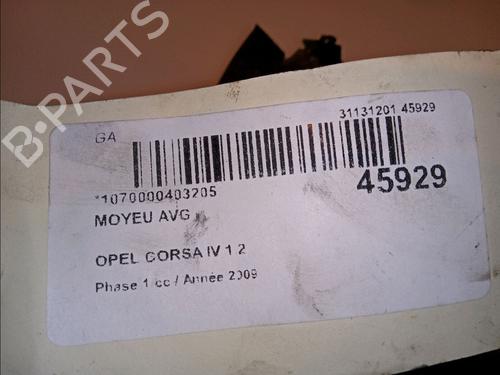 B-PARTS
GA
31131201 45929
*1070000403205
45929
MOYEU AVG
OPEL CORSA IV 1 2
Phase 1 cc / Année 2009